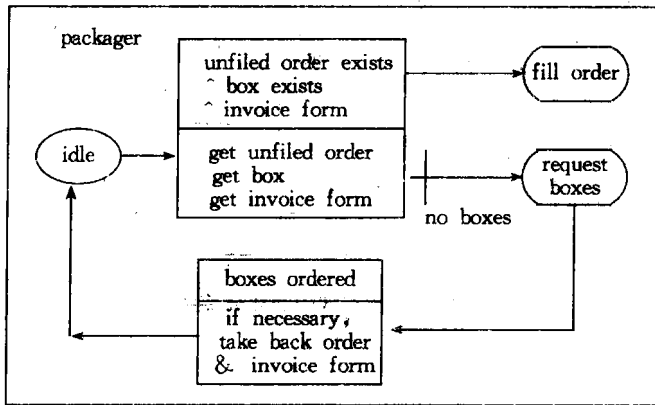 packager
unfiled order exists
^ box exists
^ invoice form
fill order
idle
get unfiled order
get box
get invoice form
no boxes
request
boxes
boxes ordered
if necessary,
take back order
& invoice form